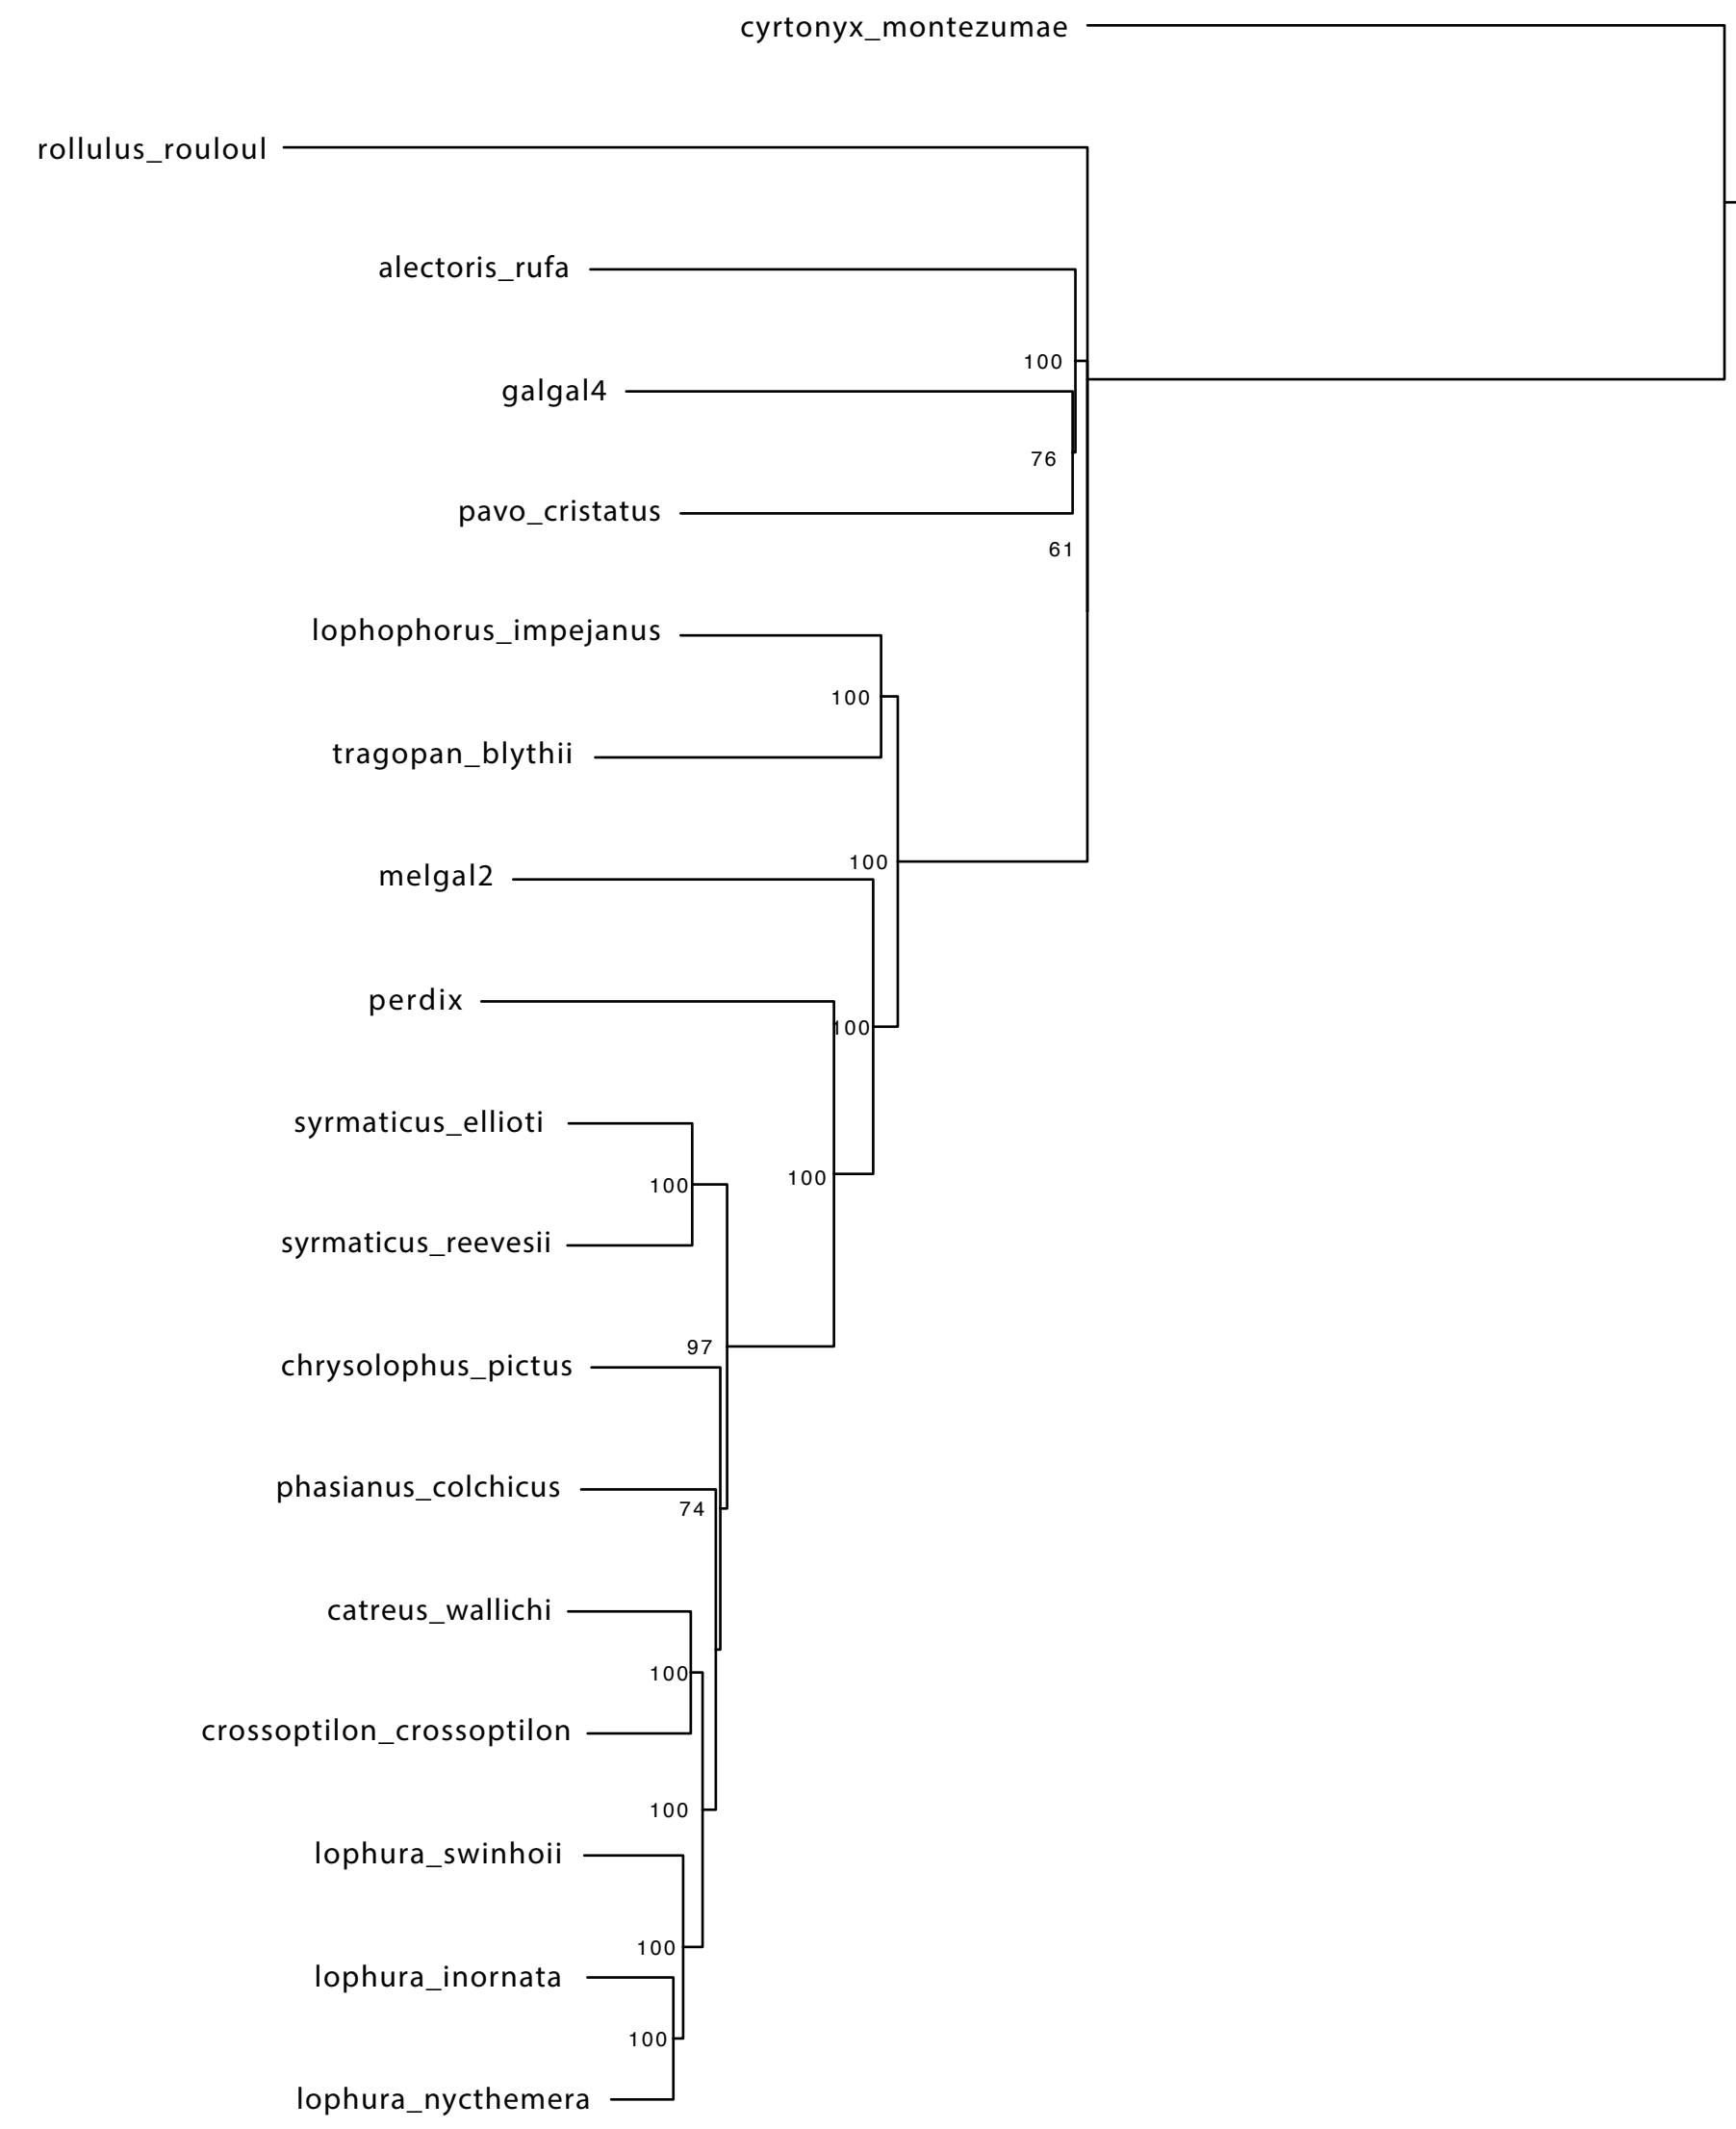 cyrtonyx_montezumae
rollulus_rouloul
alectoris_rufa
100
galgal4
76
pavo_cristatus
61
lophophorus_impejanus
100
tragopan_blythii
100
melgal2
perdix
100
syrmaticus_ellioti
100
100
syrmaticus_reevesii
97
chrysolophus_pictus
phasianus_colchicus
74
catreus_wallichi
100
crossoptilon_crossoptilon
100
lophura_swinhoii
100
lophura_inornata
100
lophura_nycthemera